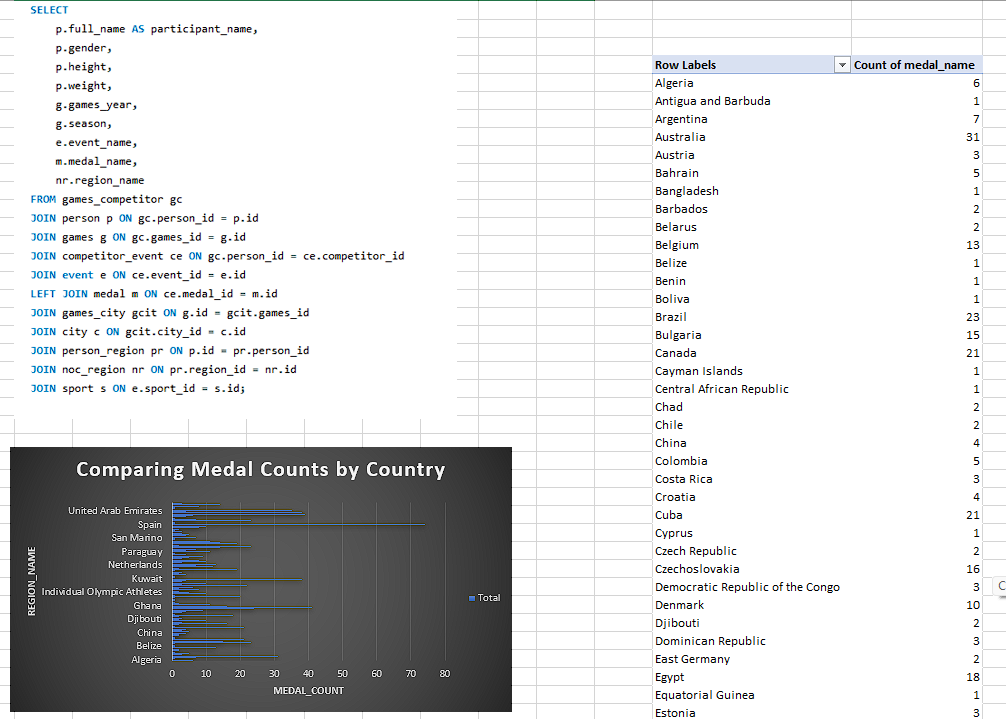 SELECT
p.full_name AS participant_name,
p.gender,
p.height,
p.weight,
g.games_year,
g.season,
e.event_name,
m.medal_name,
nr.region_name
FROM games_competitor gc
JOIN person p ON gc.person_id = p.id
JOIN games g ON gc.games_id = g.id
JOIN competitor_event ce ON gc.person_id = ce.competitor_id
JOIN event e ON ce.event_id = e.id
LEFT JOIN medal m ON ce.medal_id = m.id
JOIN games_city gcit ON g.id = gcit.games_id
JOIN city c ON gcit.city_id = c.id
JOIN person_region pr ON p.id = pr.person_id
JOIN noc_region nr ON pr.region_id = nr.id
JOIN sport s ON e.sport_id = s.id;
Comparing Medal Counts by Country
REGION_NAME
United Arab Emirates
Spain
San Marino
Paraguay
Netherlands
Kuwait
Individual Olympic Athletes
Ghana
Djibouti
China
Belize
Algeria
0 10 20 30 40 50 60 70 80
MEDAL_COUNT
Total
Row Labels Count of medal_name
Algeria 6
Antigua and Barbuda 1
Argentina 7
Australia 31
Austria 3
Bahrain 5
Bangladesh 1
Barbados 2
Belarus 2
Belgium 13
Belize 1
Benin 1
Boliva 1
Brazil 23
Bulgaria 15
Canada 21
Cayman Islands 1
Central African Republic 1
Chad 2
Chile 2
China 4
Colombia 5
Costa Rica 3
Croatia 4
Cuba 21
Cyprus 1
Czech Republic 2
Czechoslovakia 16
Democratic Republic of the Congo 3
Denmark 10
Djibouti 2
Dominican Republic 3
East Germany 2
Egypt 18
Equatorial Guinea 1
Estonia 3